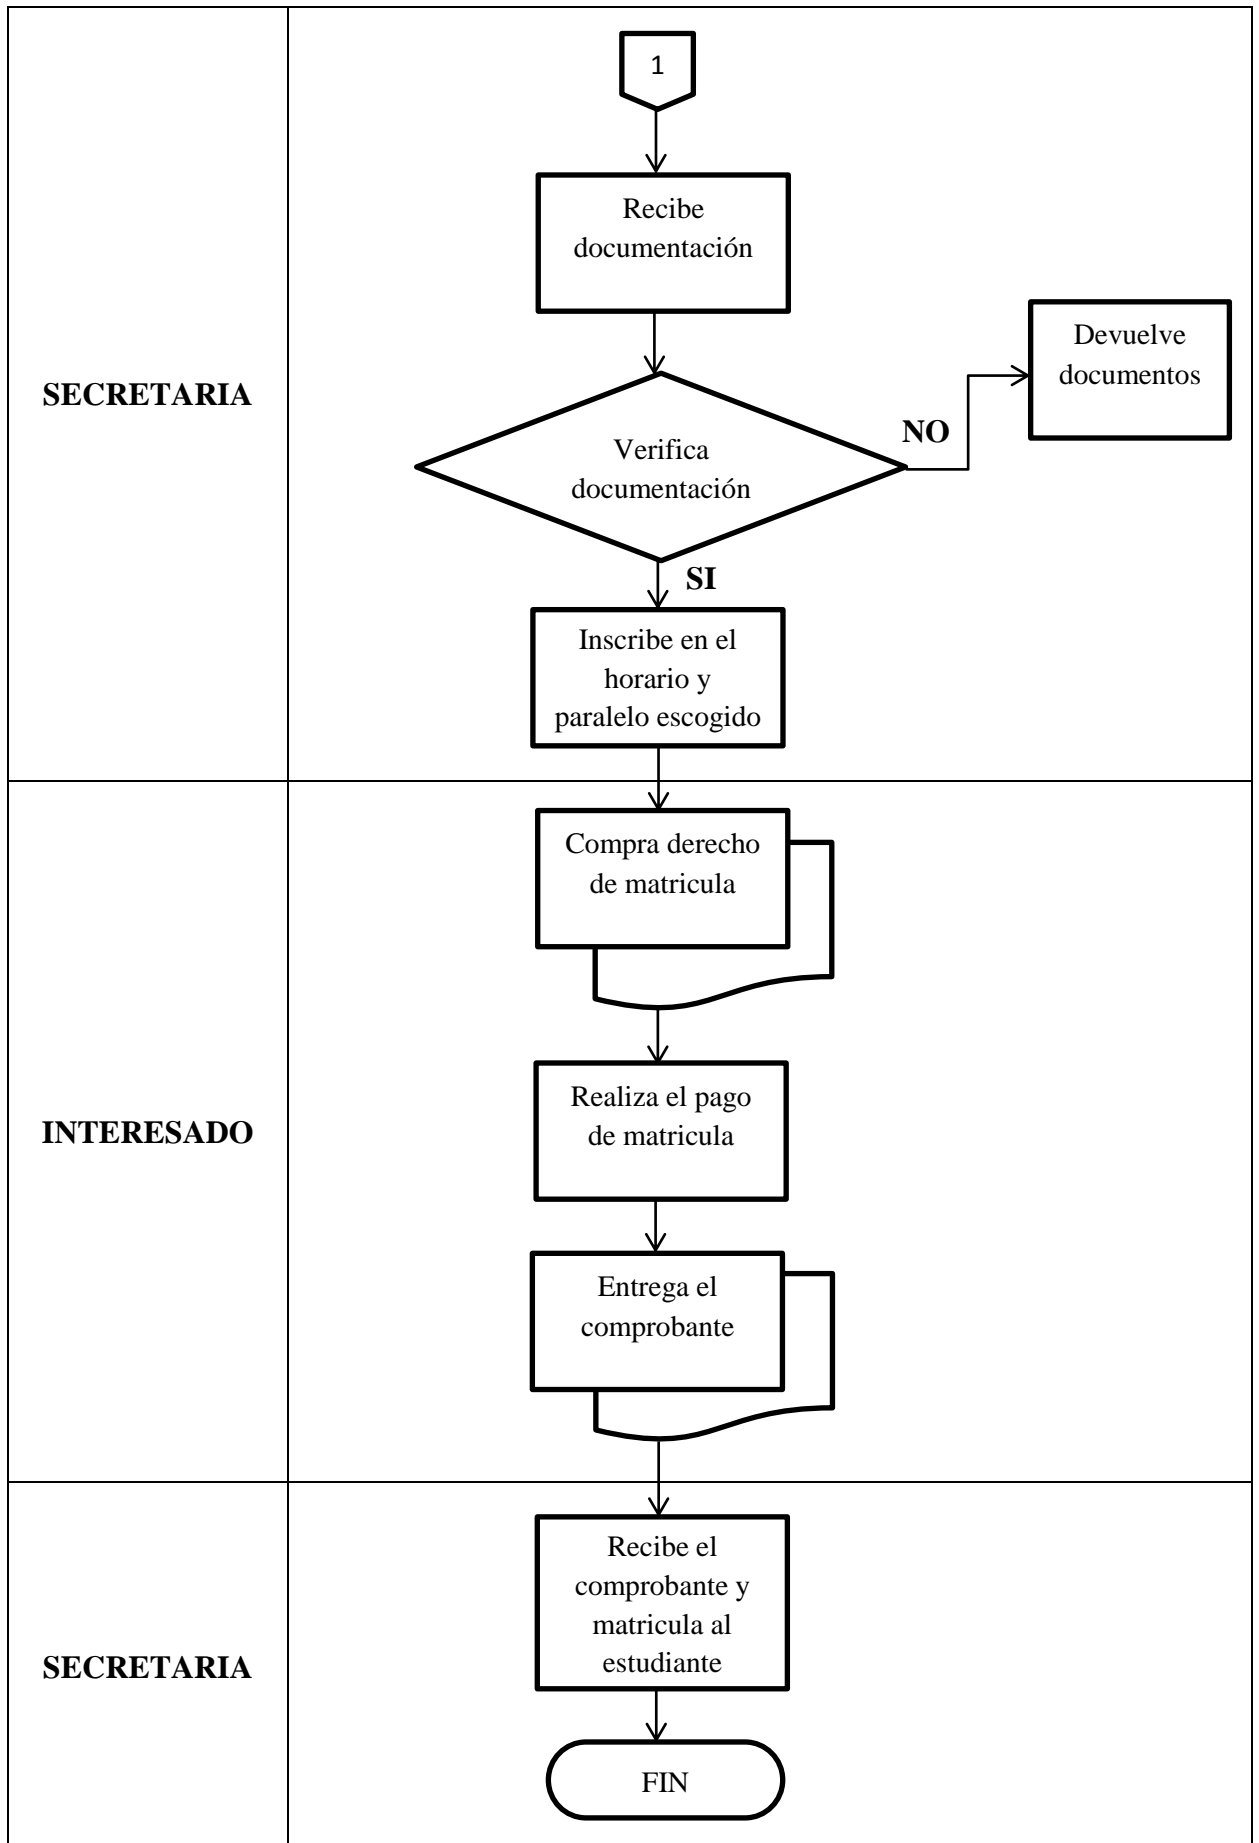 1
Recibe
documentación
Devuelve
documentos
SECRETARIA
NO
Verifica
documentación
SI
Inscribe en el
horario y
paralelo escogido
Compra derecho
de matricula
INTERESADO
Realiza el pago
de matricula
Entrega el
comprobante
SECRETARIA
Recibe el
comprobante y
matricula al
estudiante
FIN